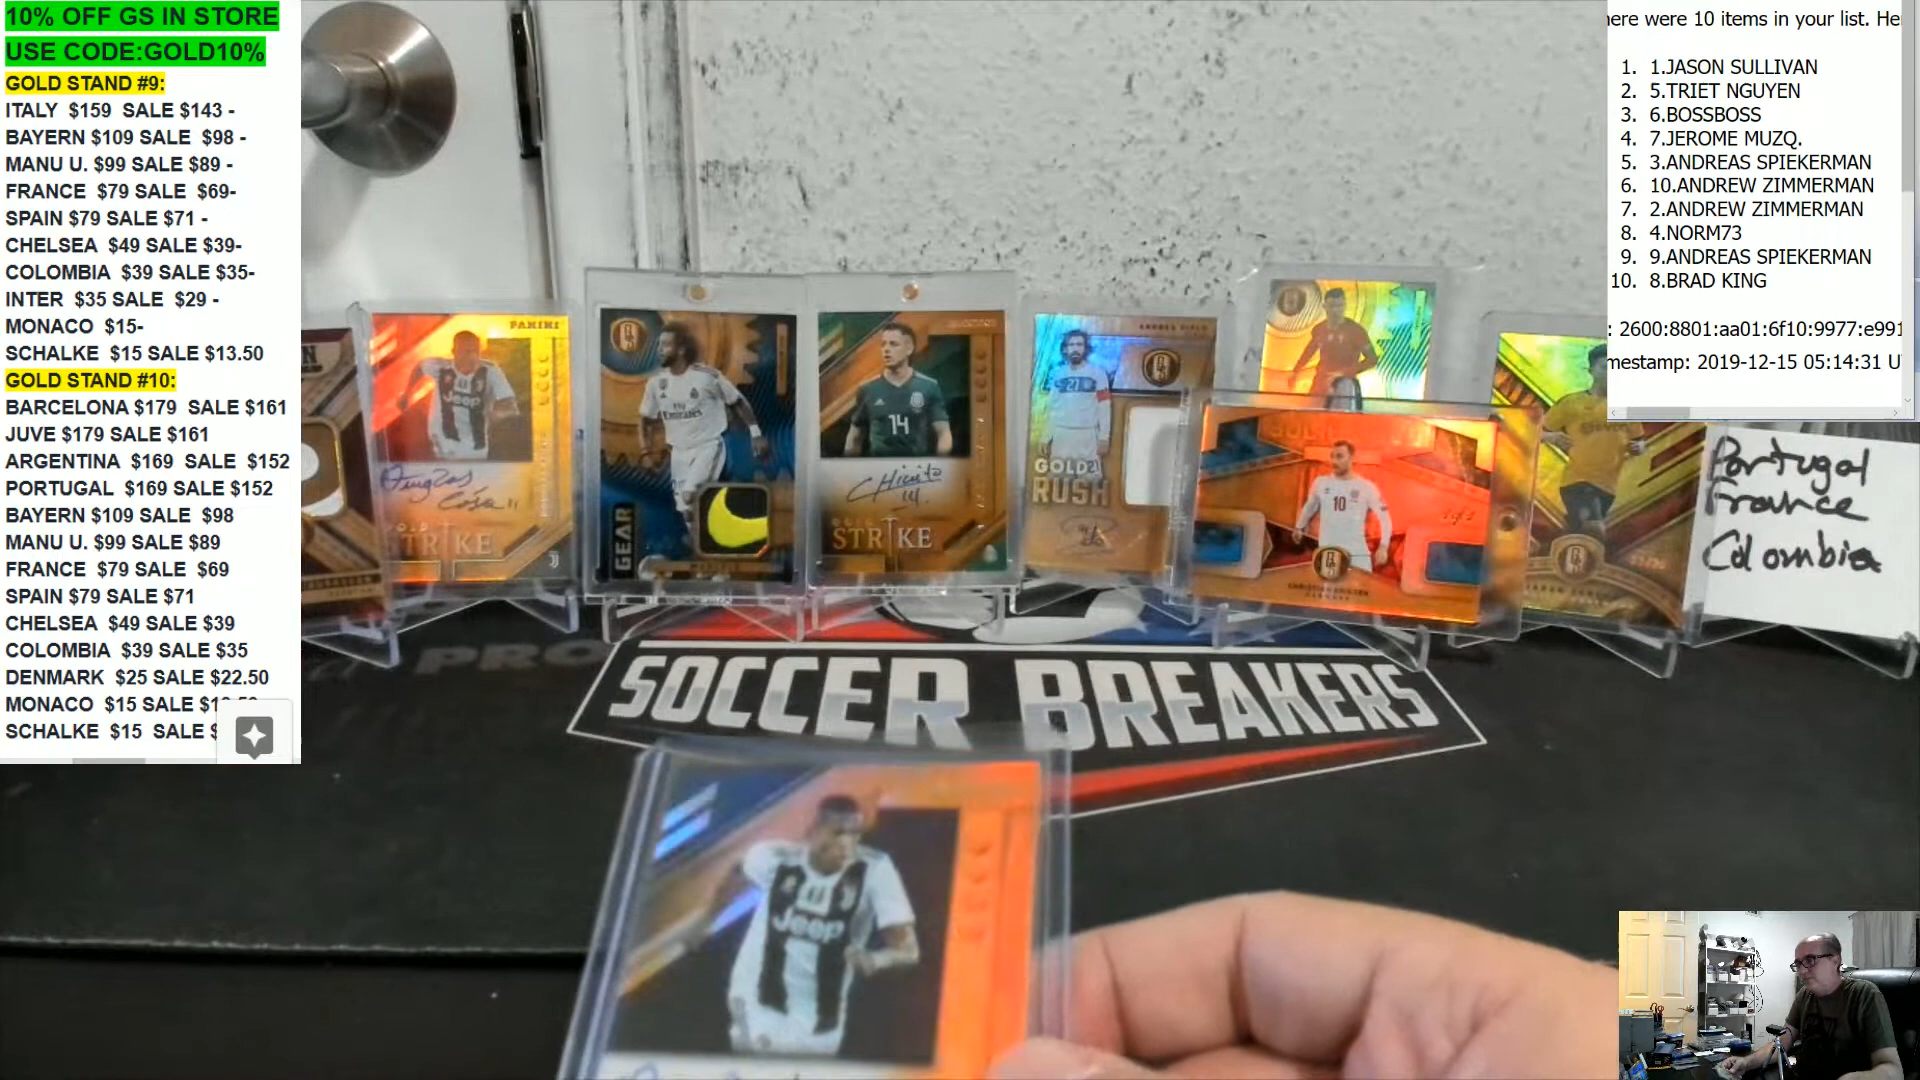 10% OFF GS IN STORE
USE CODE:GOLD10%
GOLD STAND #9:
ITALY $159 SALE $143 -
BAYERN $109 SALE $98 -
MANU U. $99 SALE $89 -
FRANCE $79 SALE $69-
SPAIN $79 SALE $71 -
CHELSEA $49 SALE $39-
COLOMBIA $39 SALE $35-
INTER $35 SALE $29 -
MONACO $15-
SCHALKE $15 SALE $13.50
GOLD STAND #10:
BARCELONA $179 SALE $161
JUVE $179 SALE $161
ARGENTINA $169 SALE $152
PORTUGAL $169 SALE $152
BAYERN $109 SALE $98
MANU U. $99 SALE $89
FRANCE $79 SALE $69
SPAIN $79 SALE $71
CHELSEA $49 SALE $39
COLOMBIA $39 SALE $35
DENMARK $25 SALE $22.50
MONACO $15 SALE
SCHALKE $15 SALE $
ere were 10 items in your list. He
1. 1.JASON SULLIVAN
2. 5.TRIET NGUYEN
3. 6.BOSSBOSS
4. 7.JEROME MUZQ.
5. 3.ANDREAS SPIEKERMAN
6. 10.ANDREW ZIMMERMAN
7. 2.ANDREW ZIMMERMAN
8. 4.NORM73
9. 9.ANDREAS SPIEKERMAN
10. 8.BRAD KING
: 2600:8801:aa01:6f10:9977:e991
mestamp: 2019-12-15 05:14:31 U
PANINI
Jeep
STRIKE
Fly
Emirates
GEAR
14
STRIKE
21
GOLD
RUSH
10
Portugal
France
Colombia
PRO
SOCCER BREAKERS
Jeep